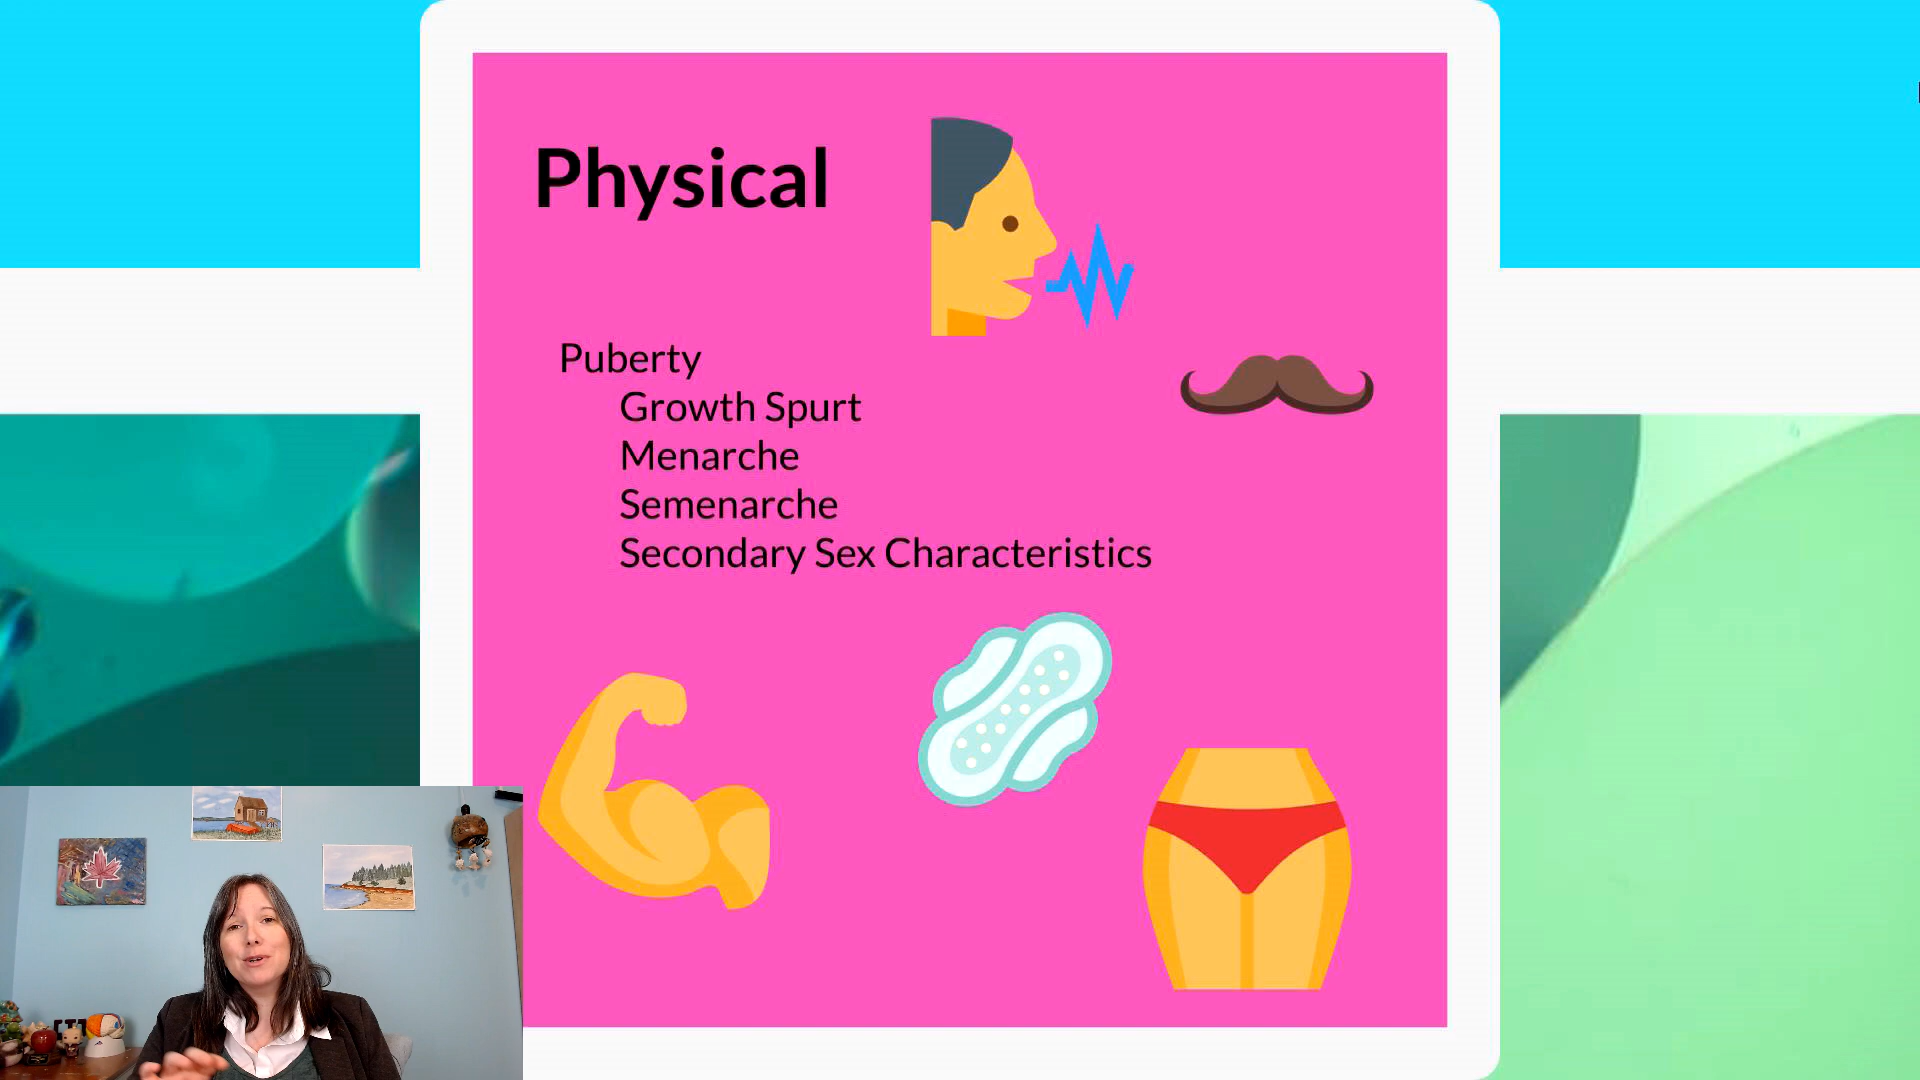 Physical
Puberty
Growth Spurt
Menarche
Semenarche
Secondary Sex Characteristics